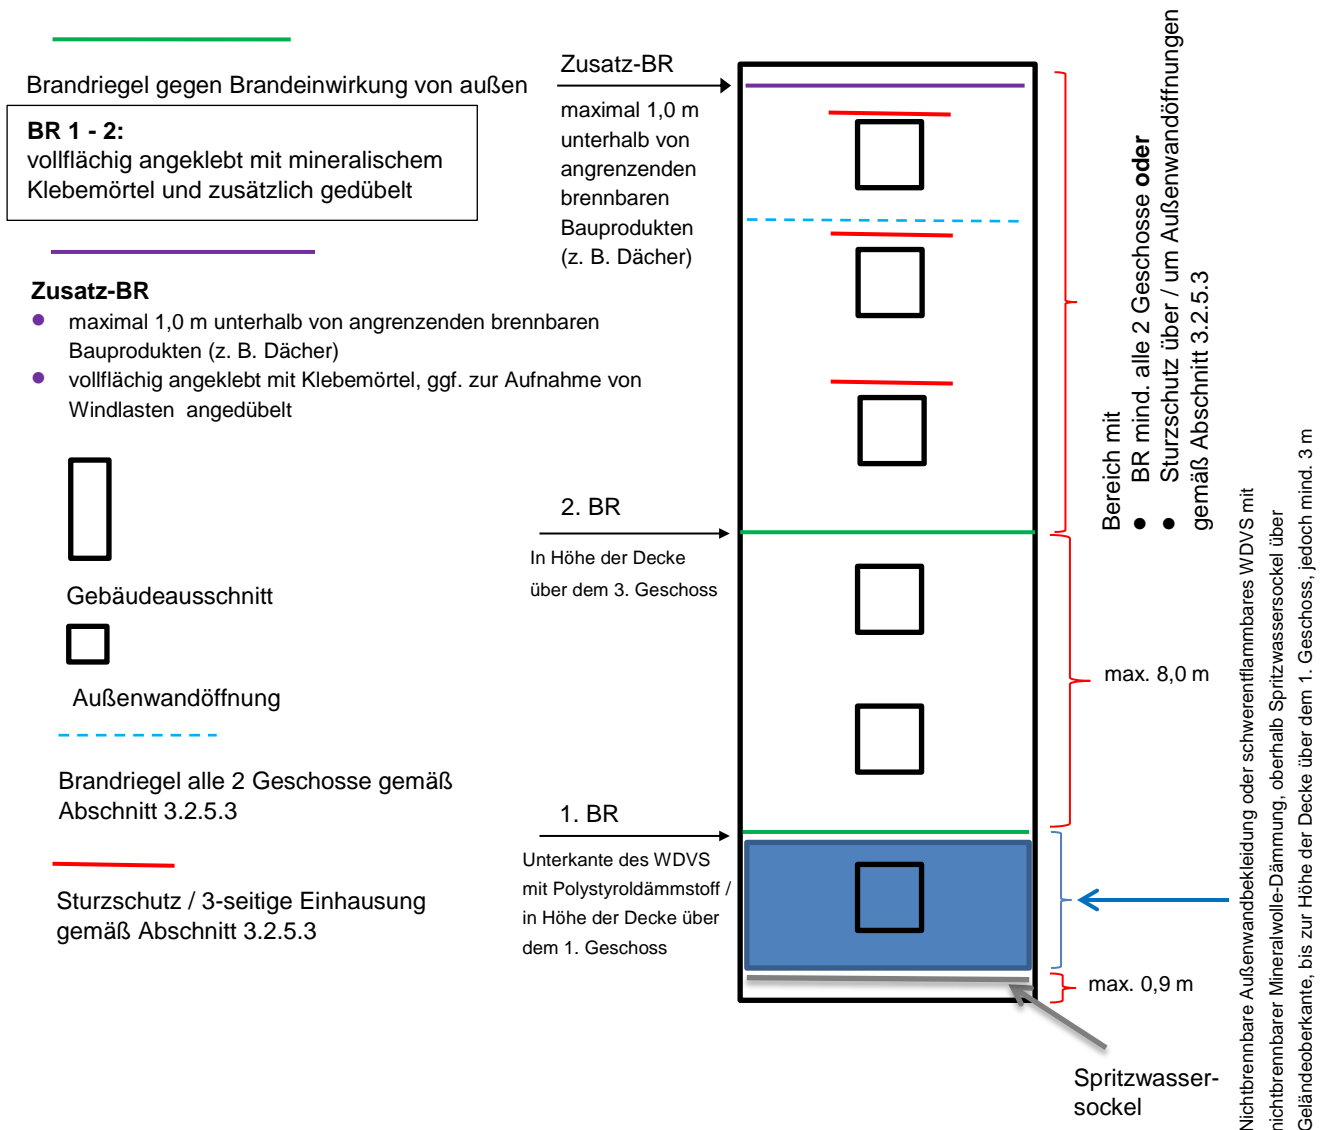 Brandriegel gegen Brandeinwirkung von außen
BR 1 - 2:
vollflächig angeklebt mit mineralischem
Klebemörtel und zusätzlich gedübelt
Zusatz-BR
● maximal 1,0 m unterhalb von angrenzenden brennbaren
Bauprodukten (z. B. Dächer)
● vollflächig angeklebt mit Klebemörtel, ggf. zur Aufnahme von
Windlasten angedübelt
Gebäudeausschnitt
Außenwandöffnung
Brandriegel alle 2 Geschosse gemäß
Abschnitt 3.2.5.3
Sturzschutz / 3-seitige Einhausung
gemäß Abschnitt 3.2.5.3
Zusatz-BR
maximal 1,0 m
unterhalb von
angrenzenden
brennbaren
Bauprodukten
(z. B. Dächer)
2. BR
In Höhe der Decke
über dem 3. Geschoss
1. BR
Unterkante des WDVS
mit Polystyroldämmstoff /
in Höhe der Decke über
dem 1. Geschoss
Bereich mit
● BR mind. alle 2 Geschosse oder
● Sturzschutz über / um Außenwandöffnungen
gemäß Abschnitt 3.2.5.3
max. 8,0 m
max. 0,9 m
Spritzwasser-
sockel
Nichtbrennbare Außenwandbekleidung oder schwerentflammbares WDVS mit
nichtbrennbarer Mineralwolle-Dämmung, oberhalb Spritzwassersockel über
Geländeoberkante, bis zur Höhe der Decke über dem 1. Geschoss, jedoch mind. 3 m